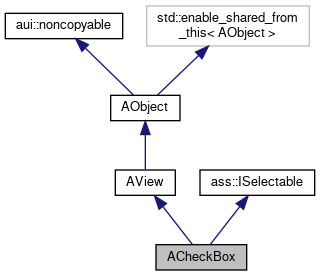 aui::noncopyable
std::enable_shared_from
_this< AObject >
AObject
AView
ass::ISelectable
ACheckBox